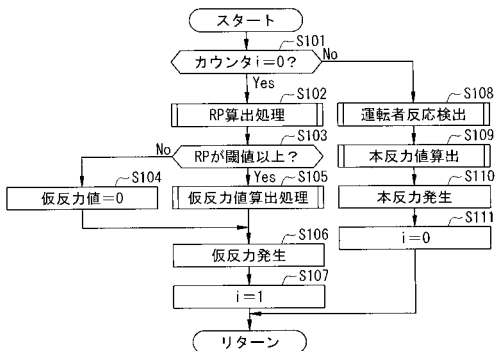 スタート
S101
カウンタi=0?
No
Yes
S102
RP算出処理
S108
運転者反応検出
S103
RPが閾値以上?
No
S109
本反力値算出
S104
仮反力値=0
Yes
S105
仮反力値算出処理
S110
本反力発生
S106
仮反力発生
S111
i=0
S107
i=1
リターン